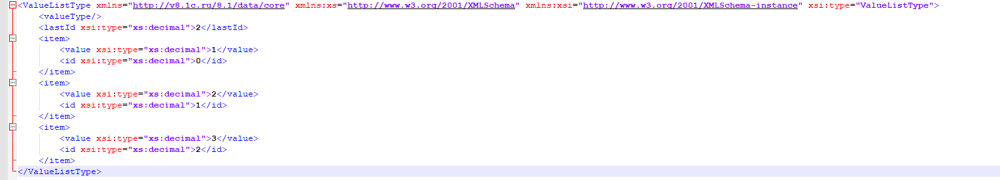 <ValueListType xmlns="http://v8.1c.ru/8.1/data/core" xmlns:xs="http://www.w3.org/2001/XMLSchema" xmlns:xsi="http://www.w3.org/2001/XMLSchema-instance" xsi:type="ValueListType">
    <valueType/>
    <lastId xsi:type="xs:decimal">2</lastId>
    <item>
        <value xsi:type="xs:decimal">1</value>
        <id xsi:type="xs:decimal">0</id>
    </item>
    <item>
        <value xsi:type="xs:decimal">2</value>
        <id xsi:type="xs:decimal">1</id>
    </item>
    <item>
        <value xsi:type="xs:decimal">3</value>
        <id xsi:type="xs:decimal">2</id>
    </item>
</ValueListType>